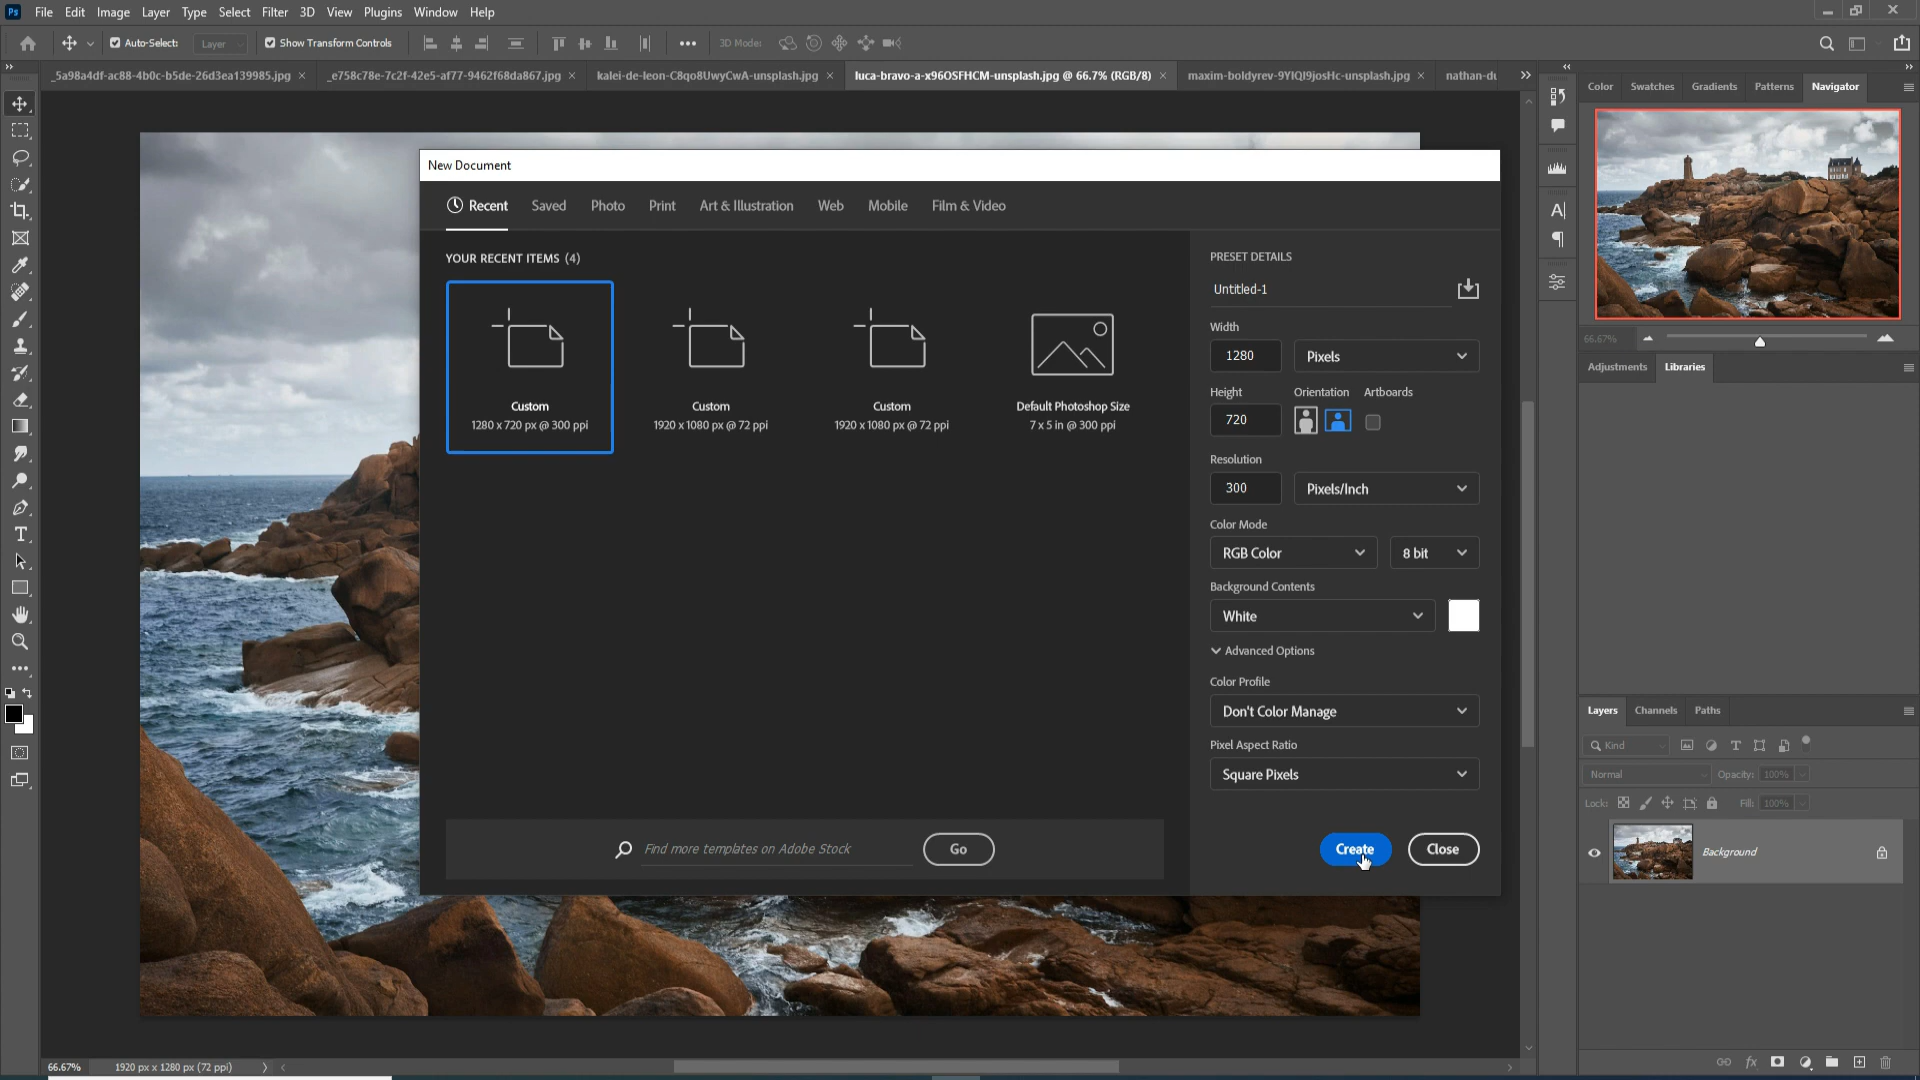 Ps File Edit Image Layer Type Select Filter 3D View Plugins Window Help
Auto-Select: Layer Show Transform Controls 3D Mode:
_5a98a4df-ac88-4b0c-b5de-26d3ea139985.jpg × _e758c78e-7c2f-42e5-af77-9462f68da867.jpg × kalei-de-leon-C8qo8UwyCwA-unsplash.jpg × luca-bravo-a-x96OSFHCM-unsplash.jpg @ 66.7% (RGB/8) × maxim-boldyrev-9YIQI9josHc-unsplash.jpg × nathan-du
Color Swatches Gradients Patterns Navigator
New Document
Recent Saved Photo Print Art & Illustration Web Mobile Film & Video
YOUR RECENT ITEMS (4)
Custom
1280 x 720 px @ 300 ppi
Custom
1920 x 1080 px @ 72 ppi
Custom
1920 x 1080 px @ 72 ppi
Default Photoshop Size
7 x 5 in @ 300 ppi
Find more templates on Adobe Stock Go
PRESET DETAILS
Untitled-1
Width
1280 Pixels
Height Orientation Artboards
720
Resolution
300 Pixels/Inch
Color Mode
RGB Color 8 bit
Background Contents
White
Advanced Options
Color Profile
Don't Color Manage
Pixel Aspect Ratio
Square Pixels
Create Close
66.67%
Adjustments Libraries
Layers Channels Paths
Kind
Normal Opacity: 100%
Lock: Fill: 100%
Background
66.67% 1920 px x 1280 px (72 ppi)